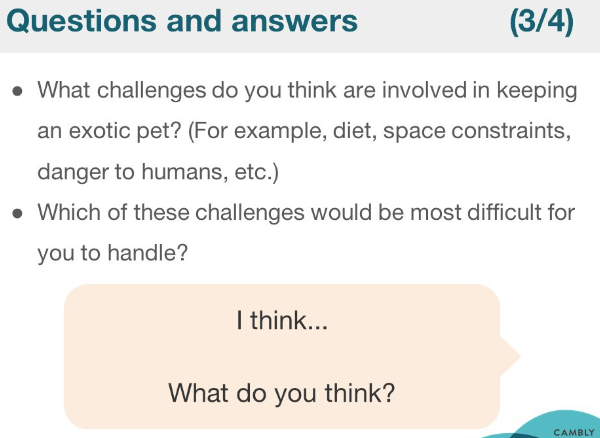 Questions and answers (3/4)
• What challenges do you think are involved in keeping
an exotic pet? (For example, diet, space constraints,
danger to humans, etc.)
• Which of these challenges would be most difficult for
you to handle?
I think...
What do you think?
CAMBLY